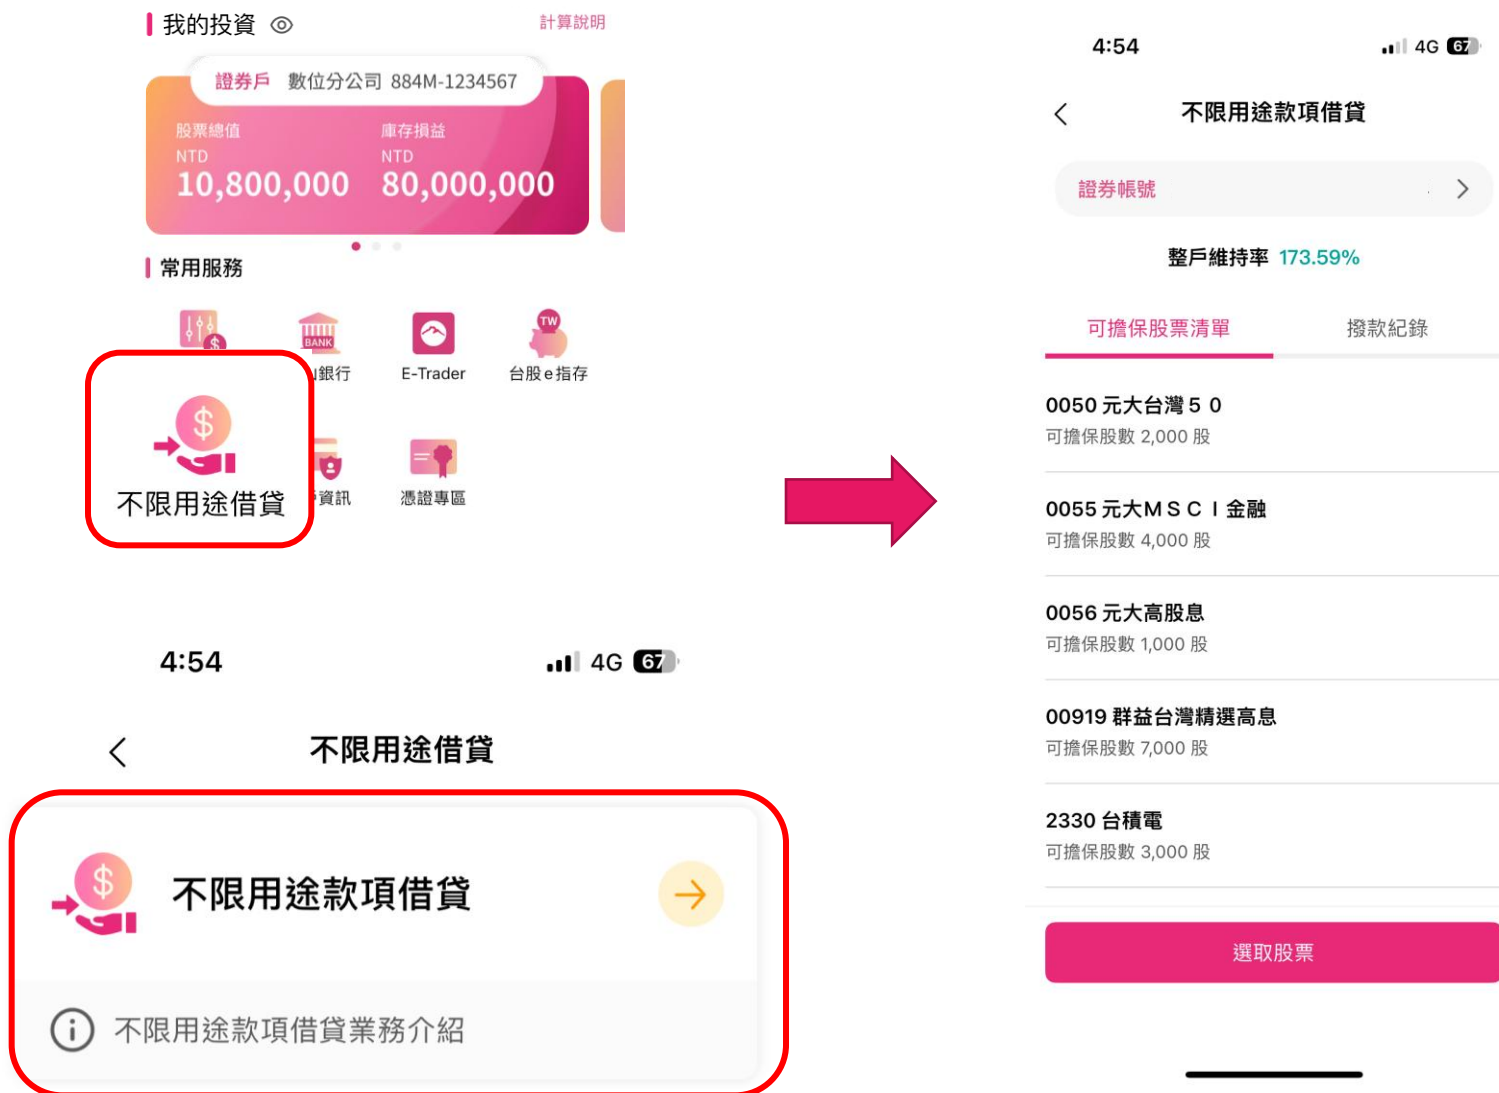 我的投資
計算說明
證券戶 數位分公司 884M-1234567
股票總值 庫存損益
NTD NTD
10,800,000 80,000,000
常用服務
$ BANK TW
銀行 E-Trader 台股e指存
$
不限用途借貸
資訊 憑證專區
4:54 4G 67
不限用途借貸
$
不限用途款項借貸
不限用途款項借貸業務介紹
4:54 4G 67
不限用途款項借貸
證券帳號
整戶維持率 173.59%
可擔保股票清單 撥款紀錄
0050 元大台灣50
可擔保股數 2,000 股
0055 元大MSCI金融
可擔保股數 4,000 股
0056 元大高股息
可擔保股數 1,000 股
00919 群益台灣精選高息
可擔保股數 7,000 股
2330 台積電
可擔保股數 3,000 股
選取股票